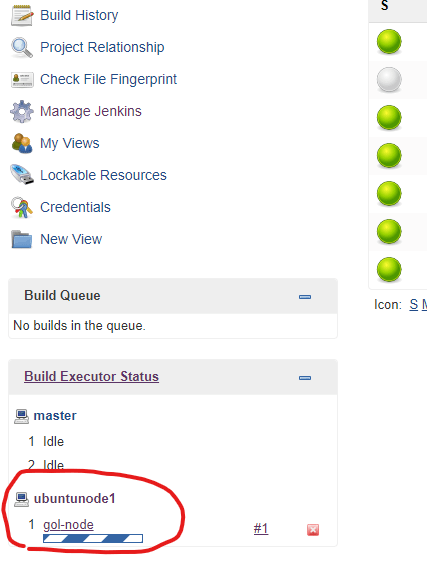 Build History
S
Project Relationship
Check File Fingerprint
Manage Jenkins
My Views
Lockable Resources
Credentials
New View
Icon: S M
Build Queue
No builds in the queue.
Build Executor Status
master
1 Idle
2 Idle
ubuntunode1
1 gol-node #1